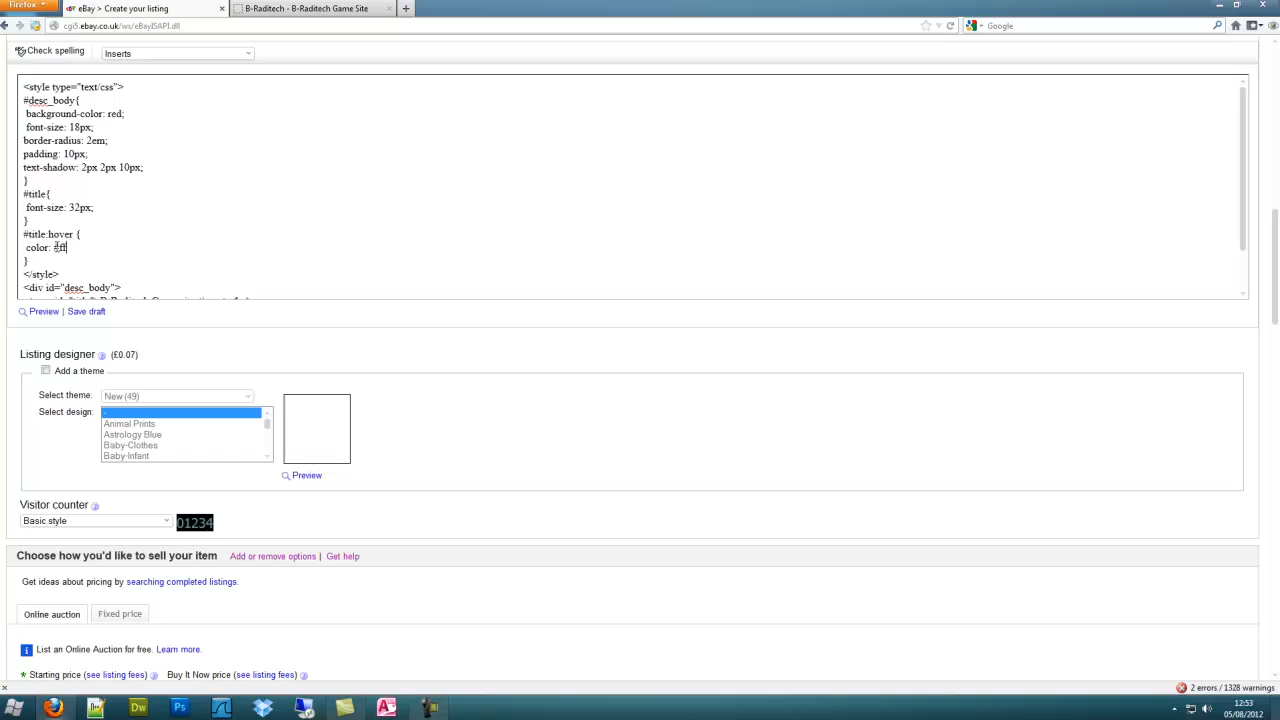 Firefox
eBay > Create your listing
B-Raditech - B-Raditech Game Site
cgi5.ebay.co.uk/ws/eBayISAPI.dll
Google
Check spelling
Inserts
<style type="text/css">
#desc_body{
background-color: red;
font-size: 18px;
border-radius: 2em;
padding: 10px;
text-shadow: 2px 2px 10px;
}
#title{
font-size: 32px;
}
#title:hover {
color: #ff
}
</style>
<div id="desc_body">
Preview | Save draft
Listing designer (£0.07)
Add a theme
Select theme: New (49)
Select design: -
Animal Prints
Astrology Blue
Baby-Clothes
Baby-Infant
Preview
Visitor counter
Basic style
01234
Choose how you'd like to sell your item Add or remove options | Get help
Get ideas about pricing by searching completed listings.
Online auction Fixed price
List an Online Auction for free. Learn more.
* Starting price (see listing fees) Buy It Now price (see listing fees)
2 errors / 1328 warnings
Dw Ps
12:53
05/08/2012